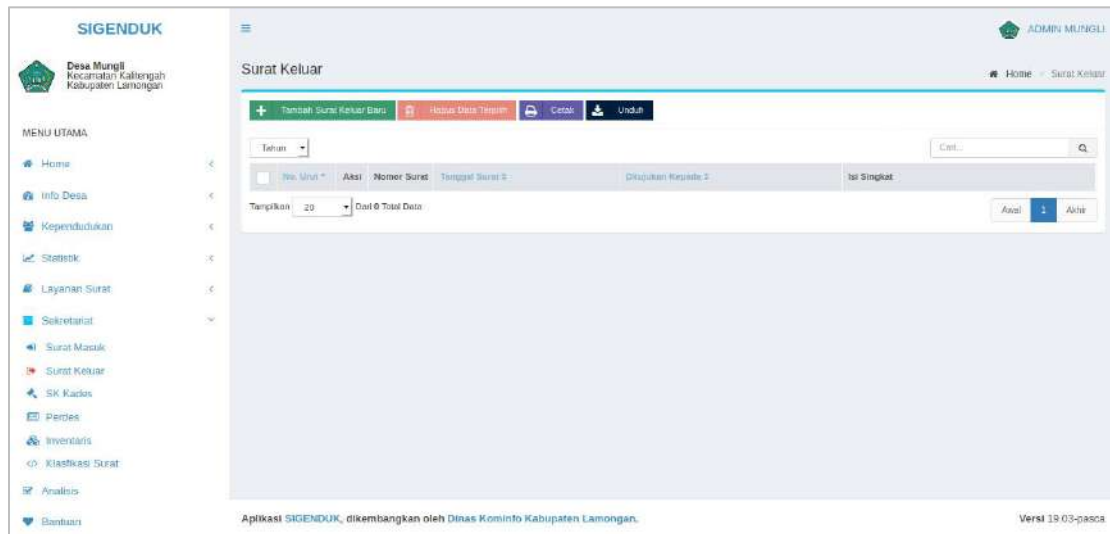 SIGENDUK
ADMIN MUNGLI
Desa Mungli
Kecamatan Kalitengah
Kabupaten Lamongan
Surat Keluar
Home / Surat Keluar
Tambah Surat Keluar Baru
Hapus Data Terpilih
Cetak
Unduh
MENU UTAMA
Tahun
Cari...
Home
No. Urut
Aksi
Nomor Surat
Tanggal Surat
Ditujukan Kepada
Isi Singkat
Info Desa
Tampilkan 20 Dari 0 Total Data
Awal 1 Akhir
Kependudukan
Statistik
Layanan Surat
Sekretariat
Surat Masuk
Surat Keluar
SK Kades
Perdes
Inventaris
Klasfikasi Surat
Analisis
Bantuan
Aplikasi SIGENDUK, dikembangkan oleh Dinas Kominfo Kabupaten Lamongan.
Versi 19.03-pasca